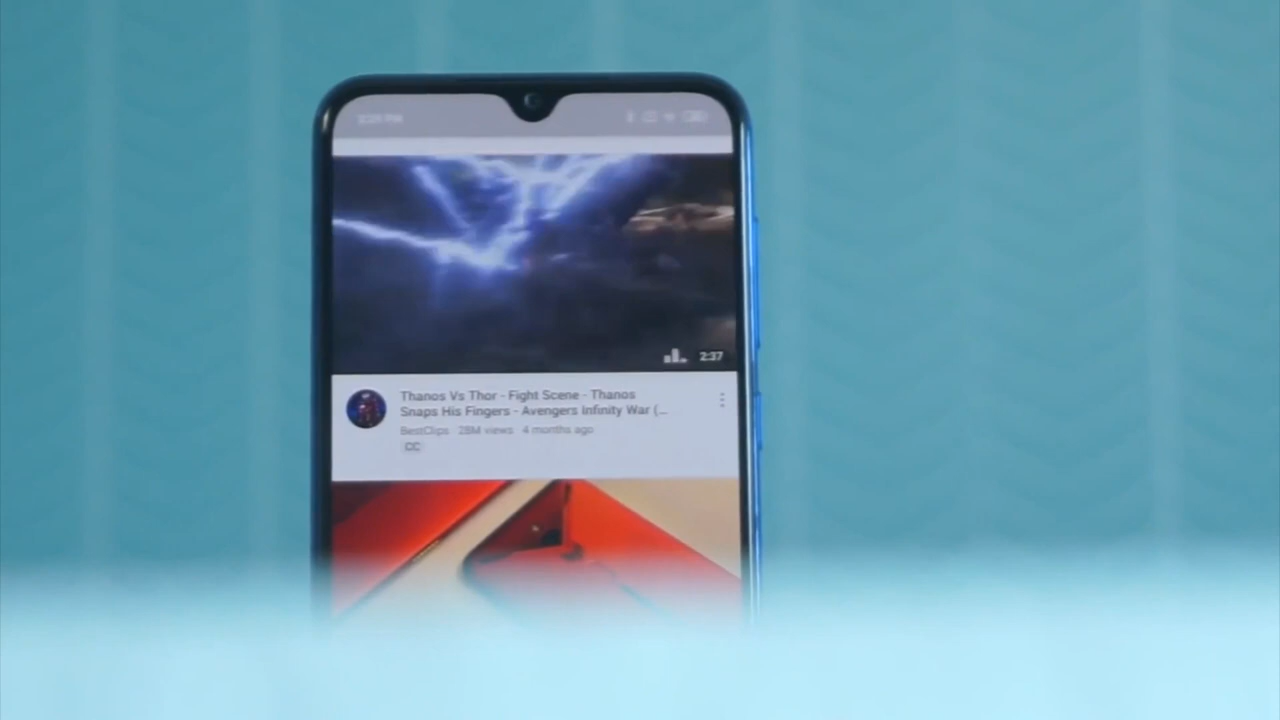 2:37
Thanos Vs Thor - Fight Scene - Thanos
Snaps His Fingers - Avengers Infinity War (...
BestClips · 28M views · 4 months ago
CC